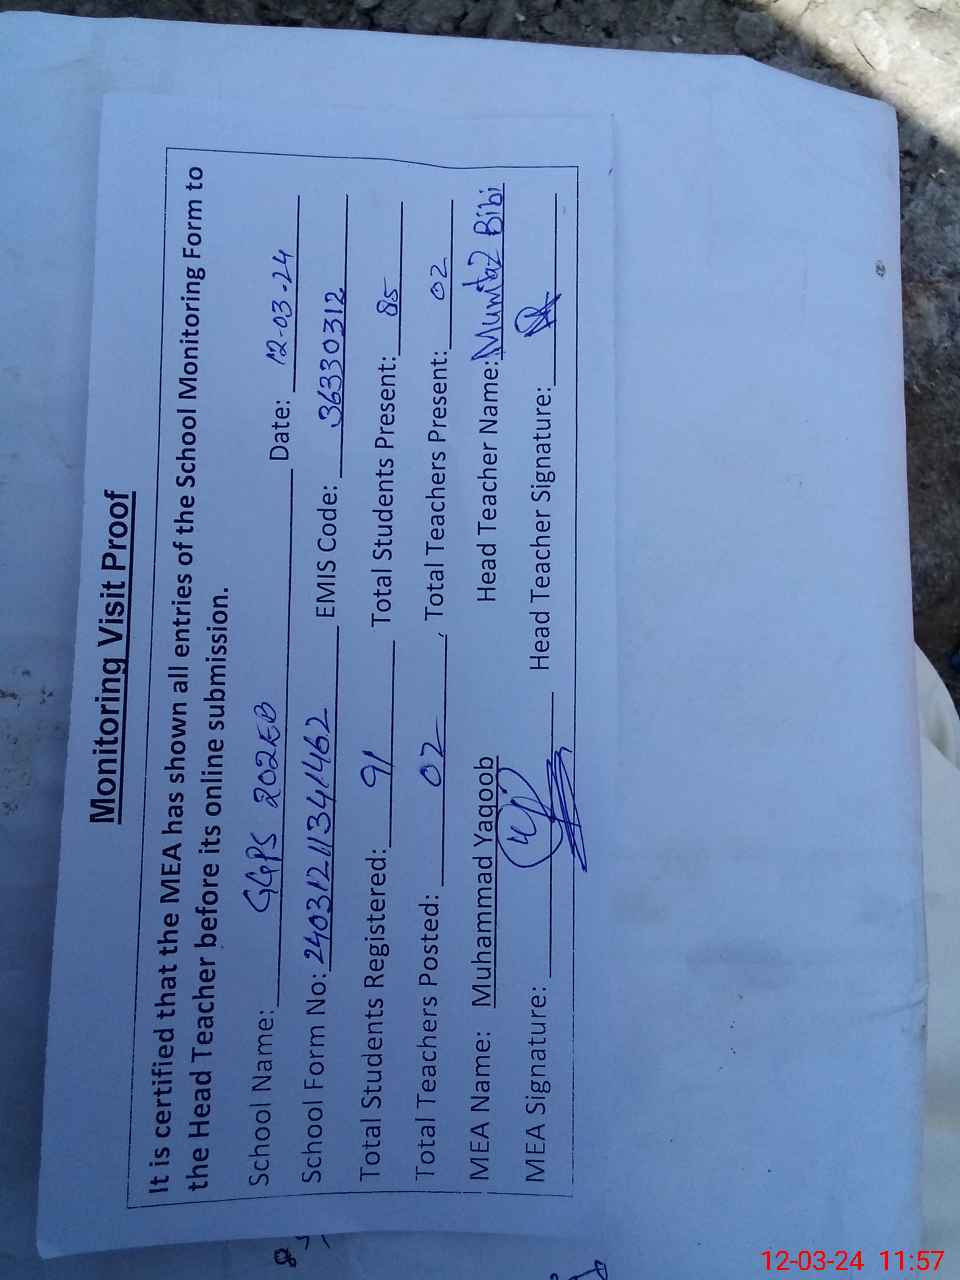 Monitoring Visit Proof
It is certified that the MEA has shown all entries of the School Monitoring Form to
the Head Teacher before its online submission.
School Name: GGPS 202EB Date: 12-03-24
School Form No: 24031211341462 EMIS Code: 36330312
Total Students Registered: 91 Total Students Present: 85
Total Teachers Posted: 02, Total Teachers Present: 02
MEA Name: Muhammad Yaqoob Head Teacher Name: Mumtaz Bibi
MEA Signature: Head Teacher Signature:
12-03-24 11:57